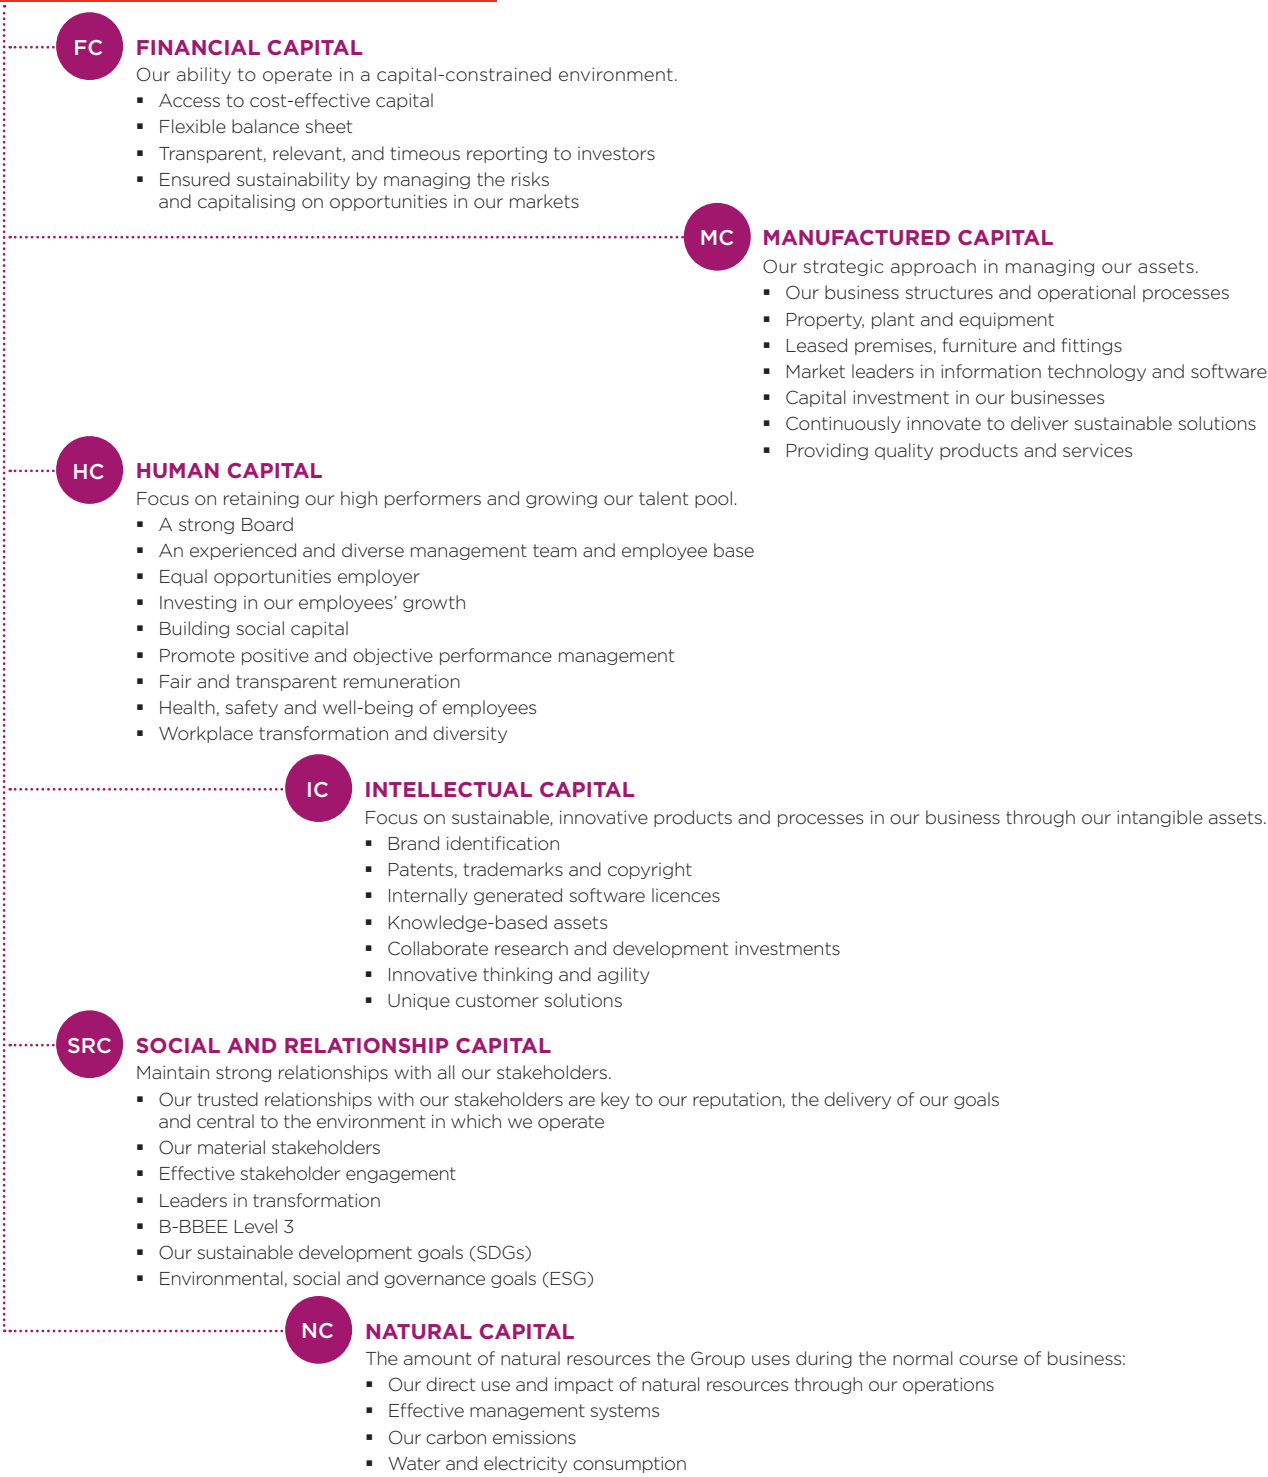 FC
FINANCIAL CAPITAL
Our ability to operate in a capital-constrained environment.
▪ Access to cost-effective capital
▪ Flexible balance sheet
▪ Transparent, relevant, and timeous reporting to investors
▪ Ensured sustainability by managing the risks
and capitalising on opportunities in our markets
MC
MANUFACTURED CAPITAL
Our strategic approach in managing our assets.
▪ Our business structures and operational processes
▪ Property, plant and equipment
▪ Leased premises, furniture and fittings
▪ Market leaders in information technology and software
▪ Capital investment in our businesses
▪ Continuously innovate to deliver sustainable solutions
▪ Providing quality products and services
HC
HUMAN CAPITAL
Focus on retaining our high performers and growing our talent pool.
▪ A strong Board
▪ An experienced and diverse management team and employee base
▪ Equal opportunities employer
▪ Investing in our employees’ growth
▪ Building social capital
▪ Promote positive and objective performance management
▪ Fair and transparent remuneration
▪ Health, safety and well-being of employees
▪ Workplace transformation and diversity
IC
INTELLECTUAL CAPITAL
Focus on sustainable, innovative products and processes in our business through our intangible assets.
▪ Brand identification
▪ Patents, trademarks and copyright
▪ Internally generated software licences
▪ Knowledge-based assets
▪ Collaborate research and development investments
▪ Innovative thinking and agility
▪ Unique customer solutions
SRC
SOCIAL AND RELATIONSHIP CAPITAL
Maintain strong relationships with all our stakeholders.
▪ Our trusted relationships with our stakeholders are key to our reputation, the delivery of our goals
and central to the environment in which we operate
▪ Our material stakeholders
▪ Effective stakeholder engagement
▪ Leaders in transformation
▪ B-BBEE Level 3
▪ Our sustainable development goals (SDGs)
▪ Environmental, social and governance goals (ESG)
NC
NATURAL CAPITAL
The amount of natural resources the Group uses during the normal course of business:
▪ Our direct use and impact of natural resources through our operations
▪ Effective management systems
▪ Our carbon emissions
▪ Water and electricity consumption